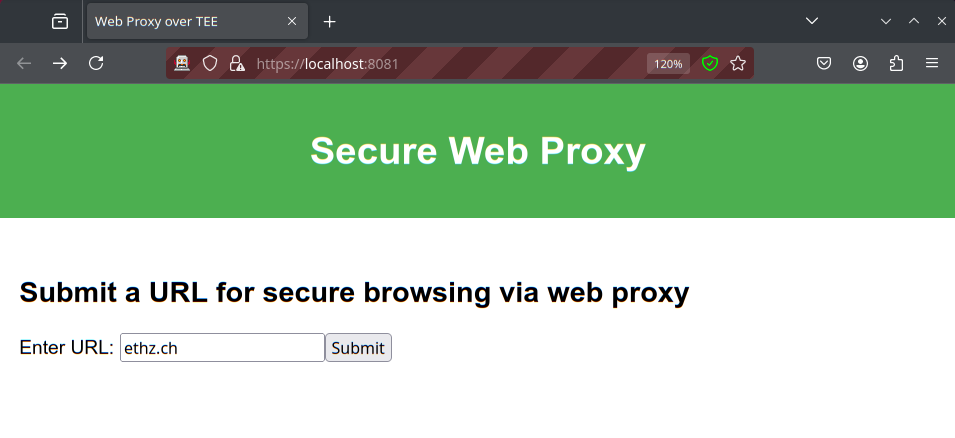 Web Proxy over TEE
https://localhost:8081
120%
Secure Web Proxy
Submit a URL for secure browsing via web proxy
Enter URL: ethz.ch Submit